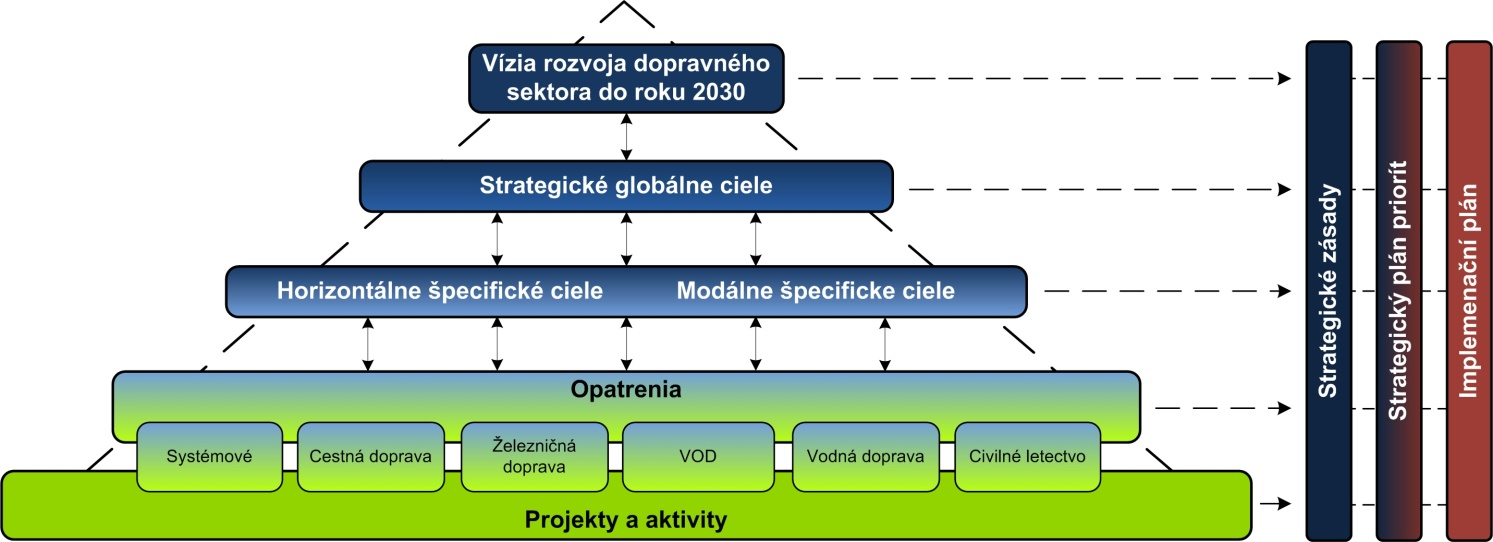 Vízia rozvoja dopravného
sektora do roku 2030
Strategické globálne ciele
Horizontálne špecifické ciele
Modálne špecificke ciele
Opatrenia
Systémové
Cestná doprava
Železničná
doprava
VOD
Vodná doprava
Civilné letectvo
Projekty a aktivity
Strategické zásady
Strategický plán priorít
Implemenační plán